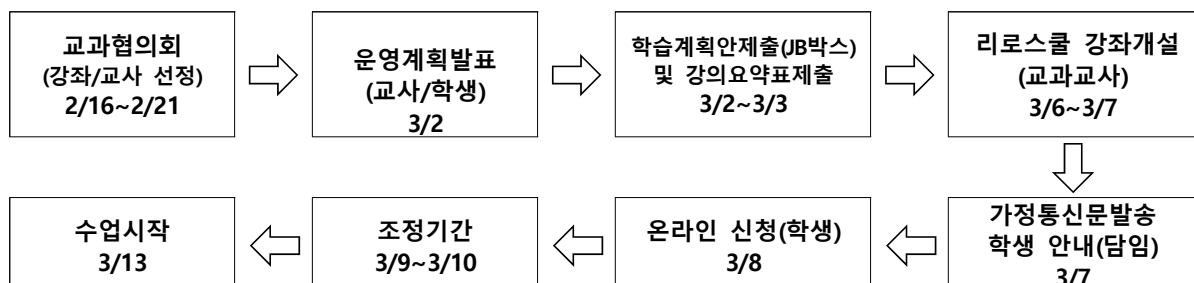 교과협의회
(강좌/교사 선정)
2/16~2/21
운영계획발표
(교사/학생)
3/2
학습계획안제출(JB박스)
및 강의요약표제출
3/2~3/3
리로스쿨 강좌개설
(교과교사)
3/6~3/7
가정통신문발송
학생 안내(담임)
3/7
온라인 신청(학생)
3/8
조정기간
3/9~3/10
수업시작
3/13